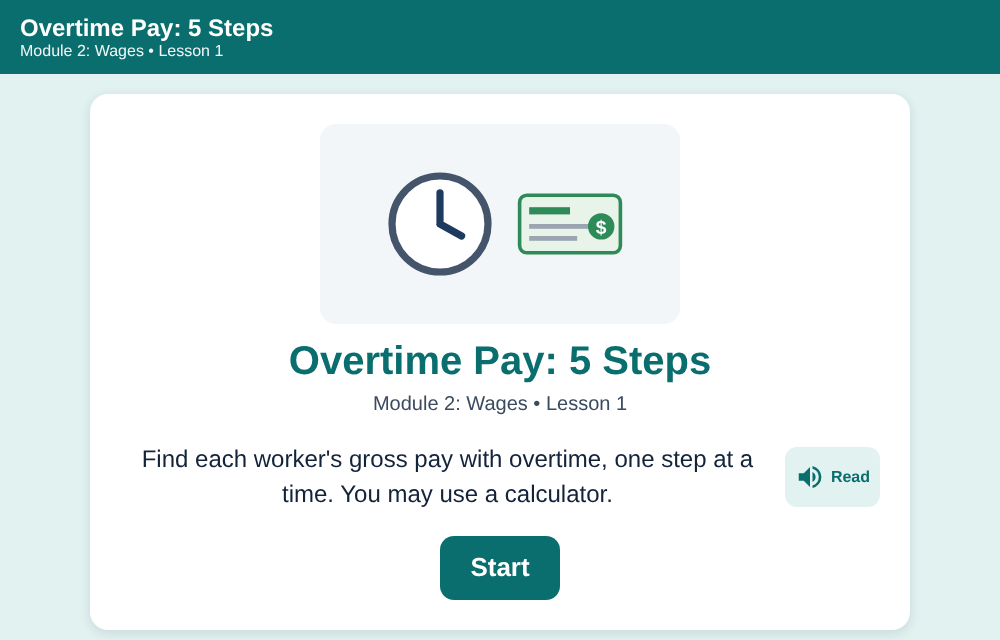 Overtime Pay: 5 Steps
Module 2: Wages • Lesson 1
$
Overtime Pay: 5 Steps
Module 2: Wages • Lesson 1
Find each worker's gross pay with overtime, one step at a
time. You may use a calculator.
Read
Start